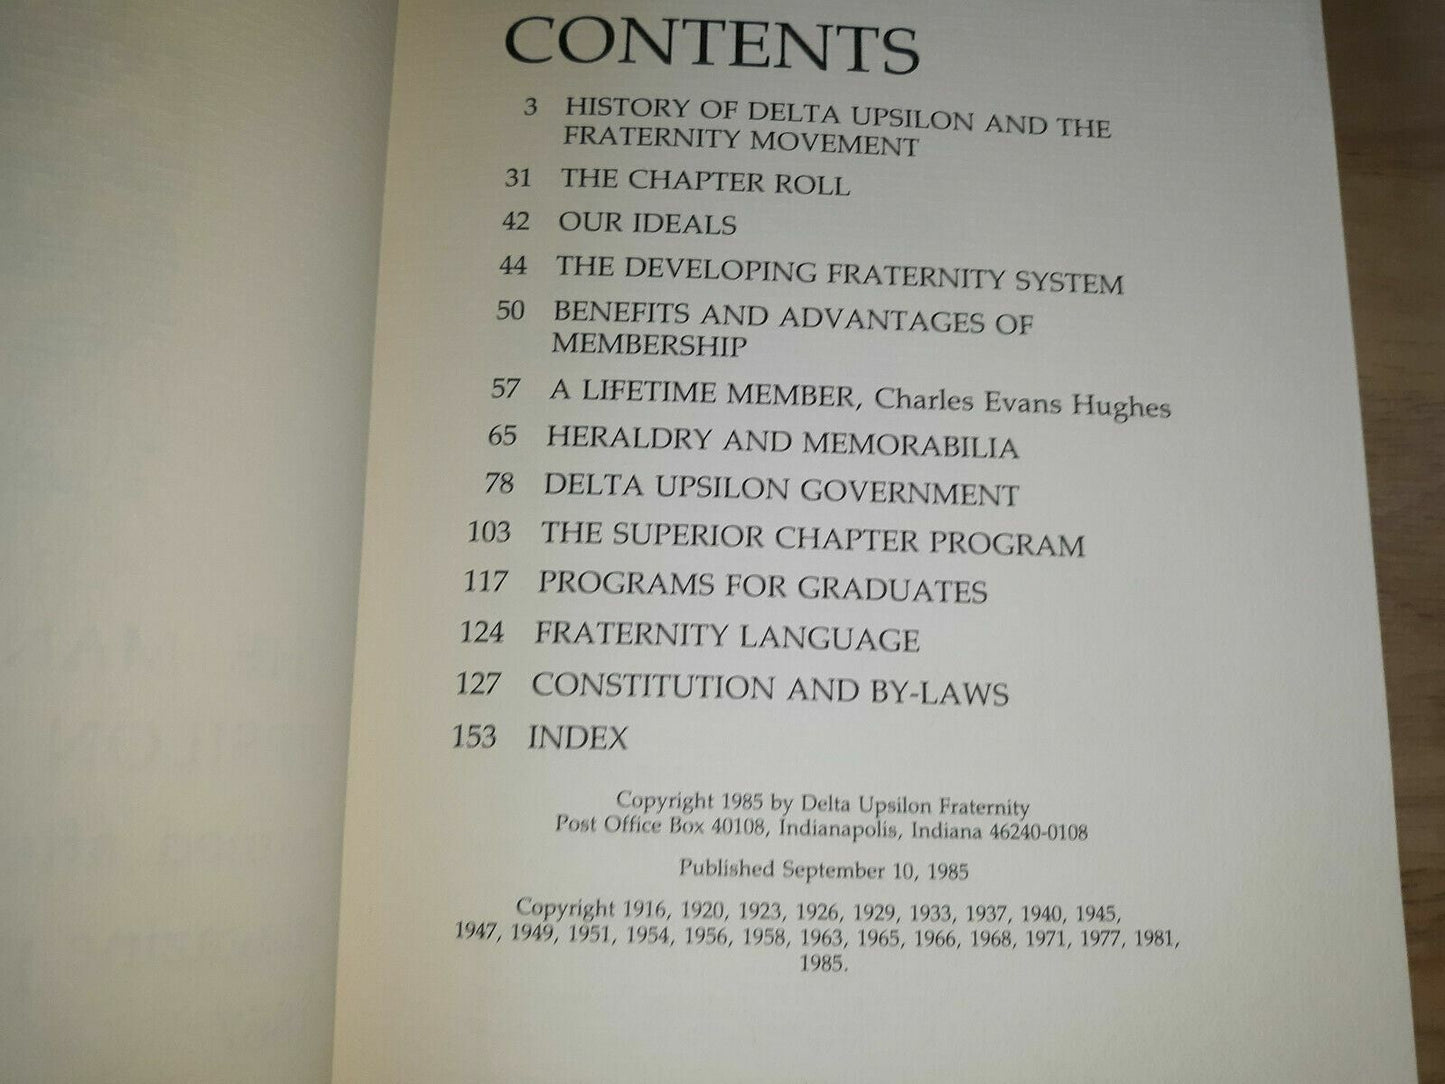 CONTENTS
3 HISTORY OF DELTA UPSILON AND THE
FRATERNITY MOVEMENT
31 THE CHAPTER ROLL
42 OUR IDEALS
44 THE DEVELOPING FRATERNITY SYSTEM
50 BENEFITS AND ADVANTAGES OF
MEMBERSHIP
57 A LIFETIME MEMBER, Charles Evans Hughes
65 HERALDRY AND MEMORABILIA
78 DELTA UPSILON GOVERNMENT
103 THE SUPERIOR CHAPTER PROGRAM
117 PROGRAMS FOR GRADUATES
124 FRATERNITY LANGUAGE
127 CONSTITUTION AND BY-LAWS
153 INDEX
Copyright 1985 by Delta Upsilon Fraternity
Post Office Box 40108, Indianapolis, Indiana 46240-0108
Published September 10, 1985
Copyright 1916, 1920, 1923, 1926, 1929, 1933, 1937, 1940, 1945,
1947, 1949, 1951, 1954, 1956, 1958, 1963, 1965, 1966, 1968, 1971, 1977, 1981,
1985.